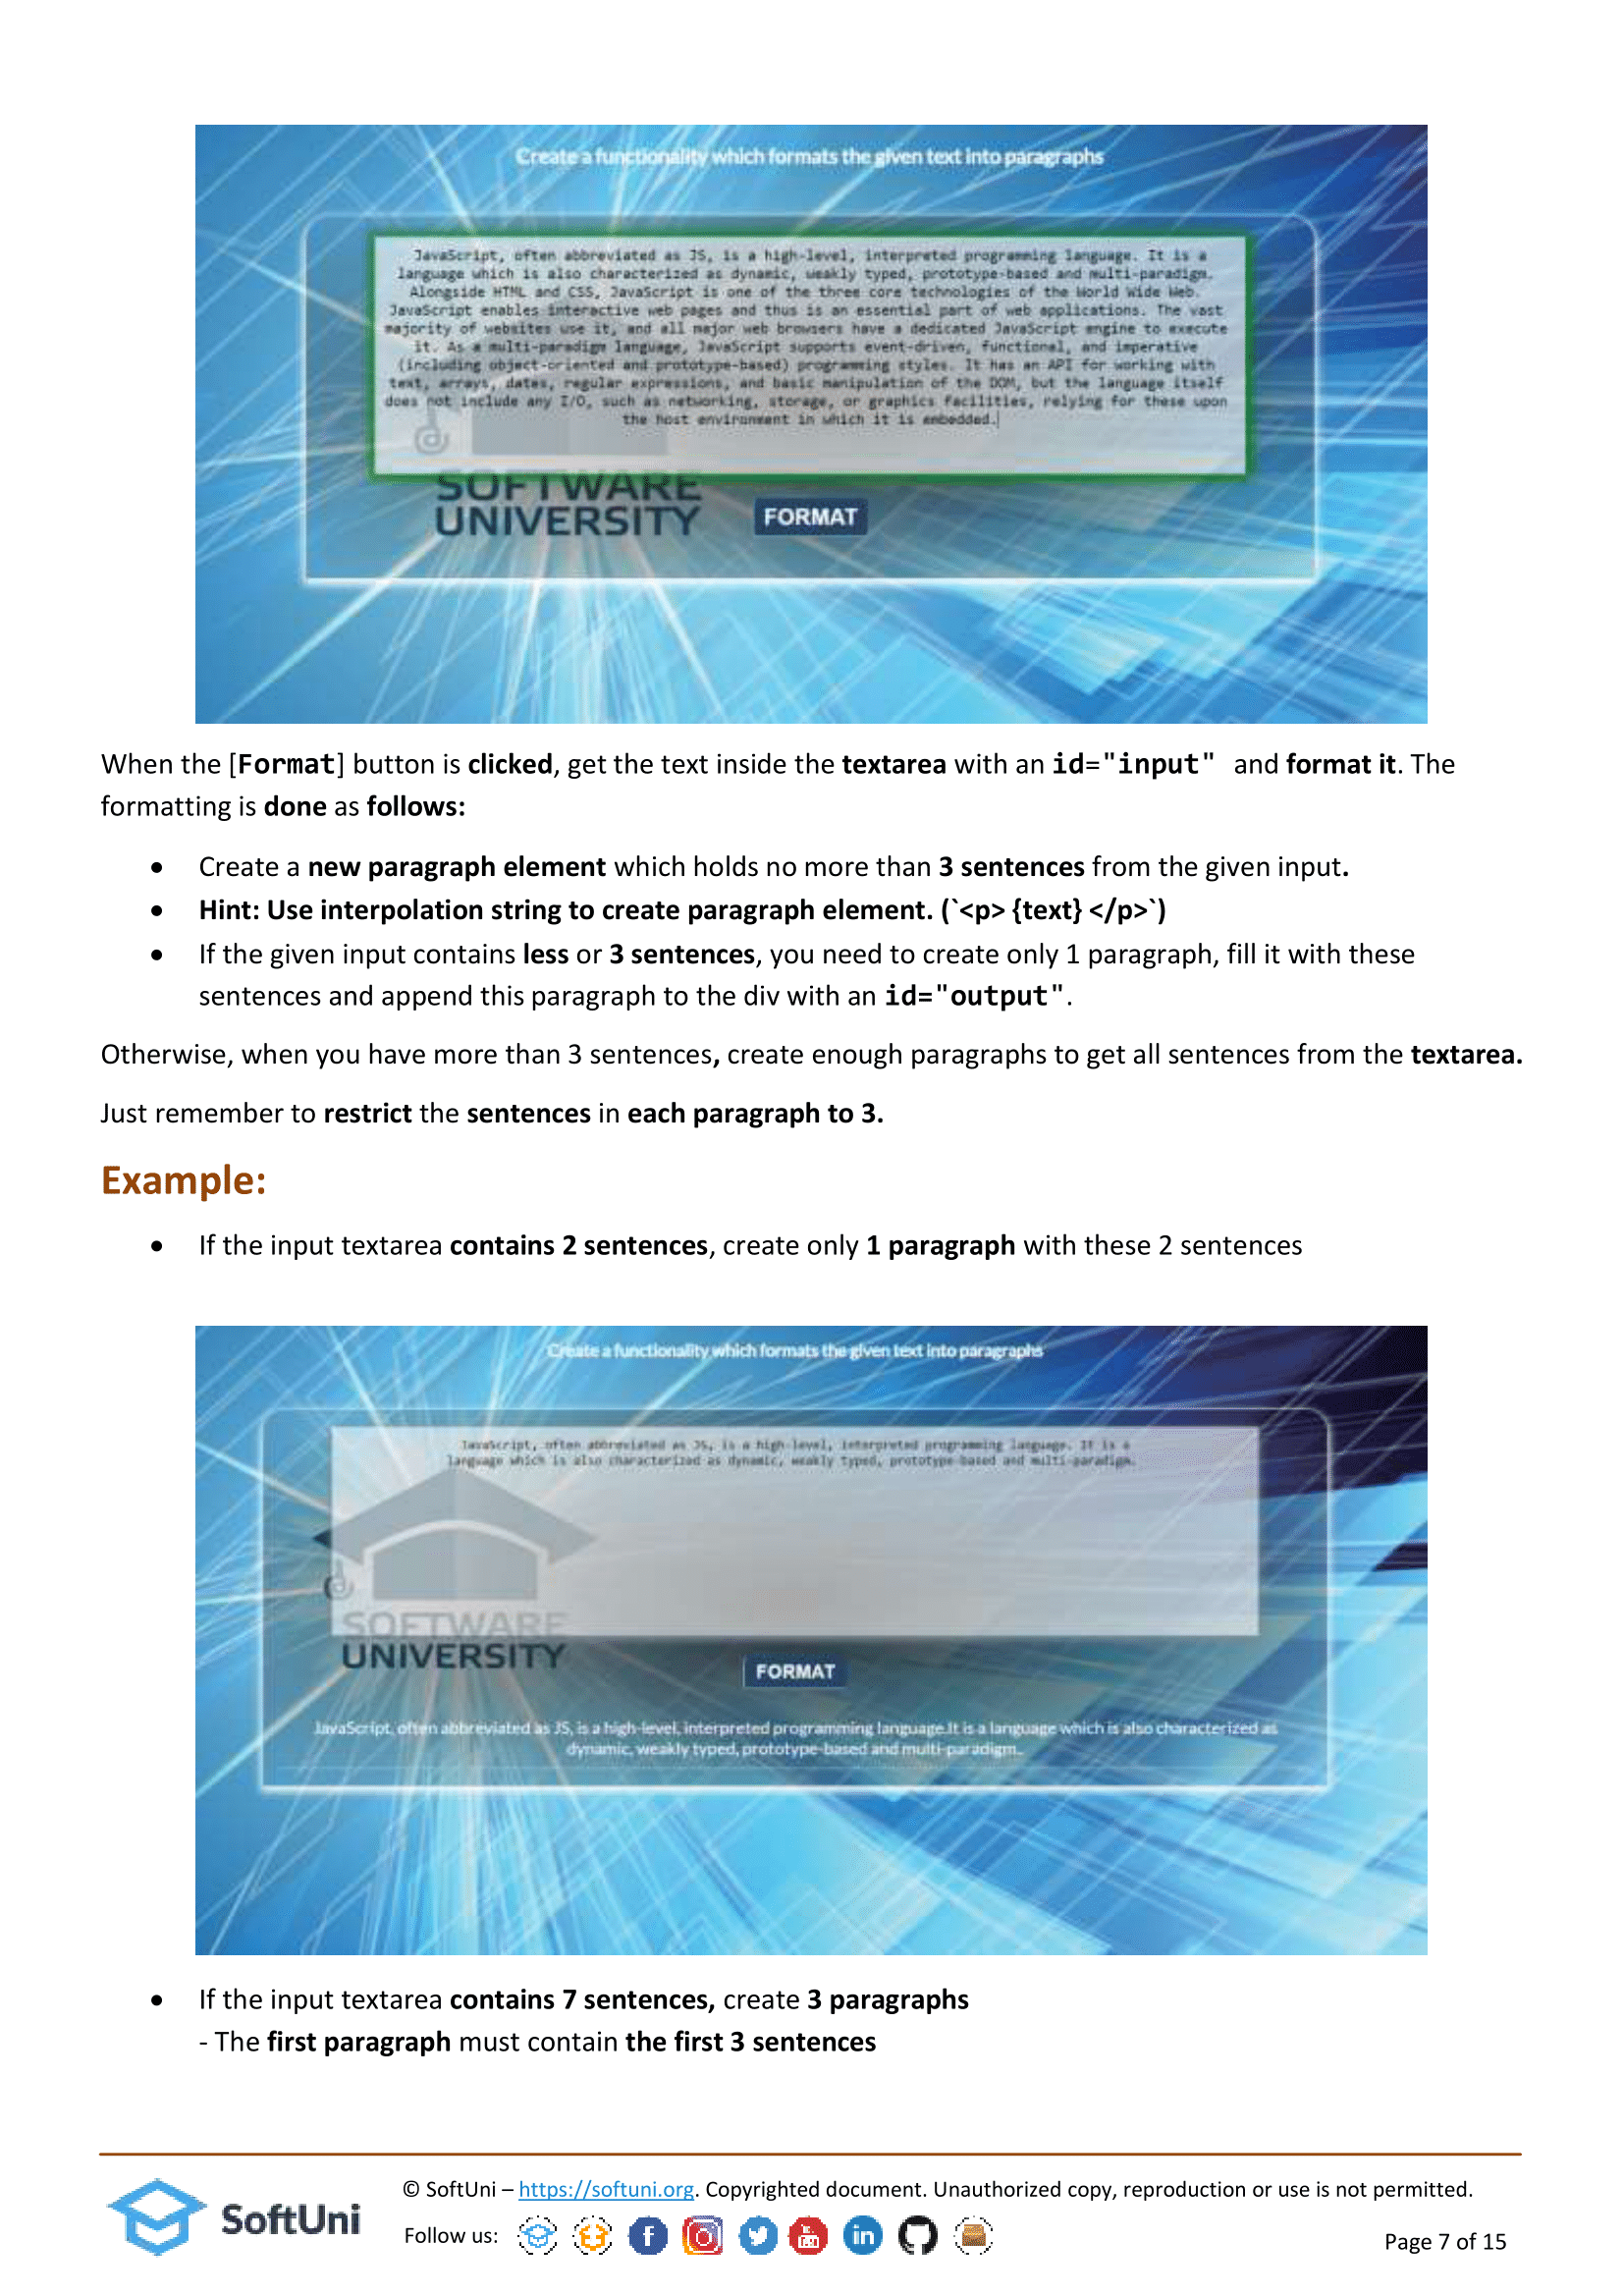 Create a functionality which formats the given text into paragraphs
JavaScript, often abbreviated as JS, is a high-level, interpreted programming language. It is a
language which is also characterized as dynamic, weakly typed, prototype-based and multi-paradigm.
Alongside HTML and CSS, JavaScript is one of the three core technologies of the World Wide Web.
JavaScript enables interactive web pages and thus is an essential part of web applications. The vast
majority of websites use it, and all major web browsers have a dedicated JavaScript engine to execute
it. As a multi-paradigm language, JavaScript supports event-driven, functional, and imperative
(including object-oriented and prototype-based) programming styles. It has an API for working with
text, arrays, dates, regular expressions, and basic manipulation of the DOM, but the language itself
does not include any I/O, such as networking, storage, or graphics facilities, relying for these upon
the host environment in which it is embedded.
SOFTWARE
UNIVERSITY
FORMAT
When the [Format] button is clicked, get the text inside the textarea with an id="input" and format it. The
formatting is done as follows:
• Create a new paragraph element which holds no more than 3 sentences from the given input.
• Hint: Use interpolation string to create paragraph element. (`<p> {text} </p>`)
• If the given input contains less or 3 sentences, you need to create only 1 paragraph, fill it with these
sentences and append this paragraph to the div with an id="output".
Otherwise, when you have more than 3 sentences, create enough paragraphs to get all sentences from the textarea.
Just remember to restrict the sentences in each paragraph to 3.
Example:
• If the input textarea contains 2 sentences, create only 1 paragraph with these 2 sentences
Create a functionality which formats the given text into paragraphs
JavaScript, often abbreviated as JS, is a high-level, interpreted programming language. It is a
language which is also characterized as dynamic, weakly typed, prototype-based and multi-paradigm.
SOFTWARE
UNIVERSITY
FORMAT
JavaScript, often abbreviated as JS, is a high-level, interpreted programming language.It is a language which is also characterized as
dynamic, weakly typed, prototype-based and multi-paradigm.
• If the input textarea contains 7 sentences, create 3 paragraphs
- The first paragraph must contain the first 3 sentences
SoftUni
© SoftUni – https://softuni.org. Copyrighted document. Unauthorized copy, reproduction or use is not permitted.
Follow us:
Page 7 of 15